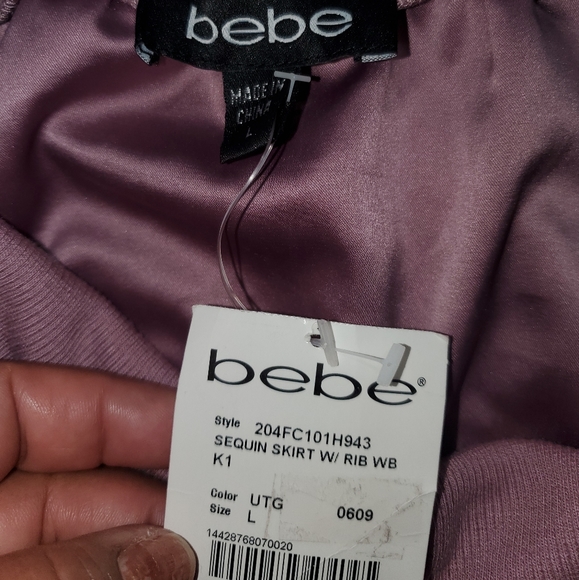 bebe
MADE IN
CHINA
L
bebe®
Style 204FC101H943
SEQUIN SKIRT W/ RIB WB
K1
Color UTG
Size L 0609
14428768070020